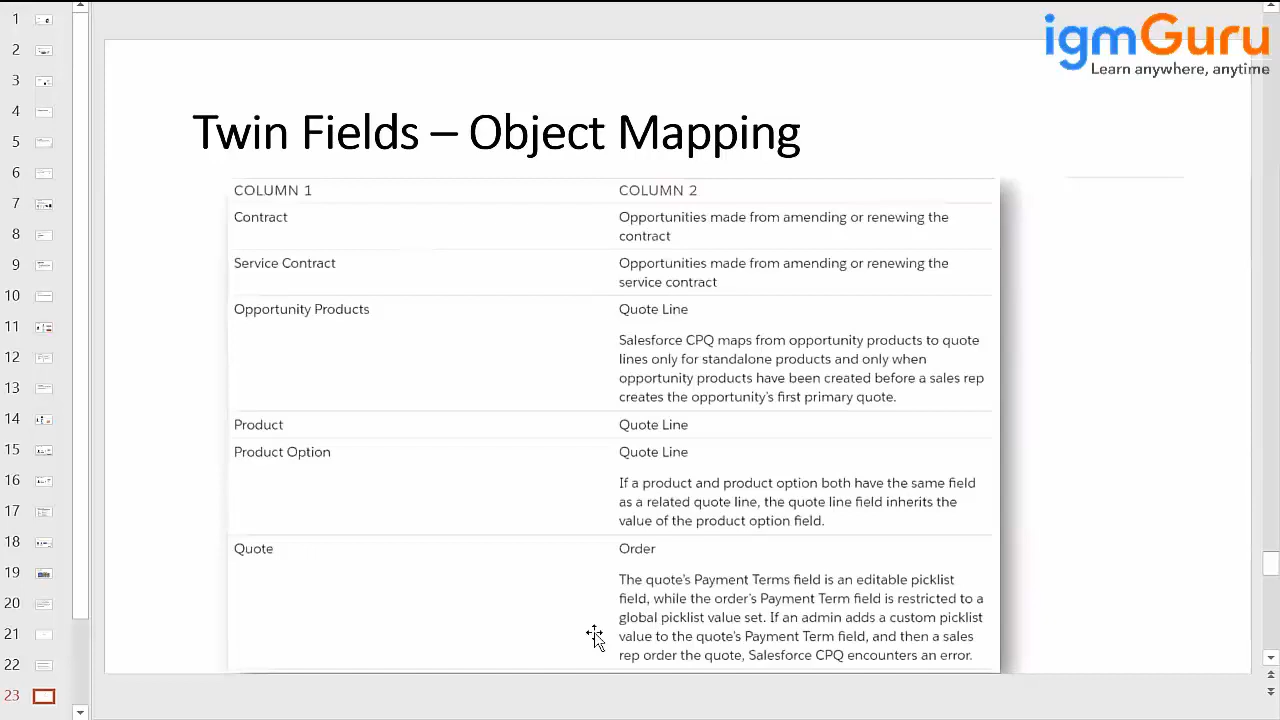 1
2
3
4
5
6
7
8
9
10
11
12
13
14
15
16
17
18
19
20
21
22
23
igmGuru
Learn anywhere, anytime
Twin Fields – Object Mapping
COLUMN 1 COLUMN 2
Contract Opportunities made from amending or renewing the
contract
Service Contract Opportunities made from amending or renewing the
service contract
Opportunity Products Quote Line
Salesforce CPQ maps from opportunity products to quote
lines only for standalone products and only when
opportunity products have been created before a sales rep
creates the opportunity's first primary quote.
Product Quote Line
Product Option Quote Line
If a product and product option both have the same field
as a related quote line, the quote line field inherits the
value of the product option field.
Quote Order
The quote's Payment Terms field is an editable picklist
field, while the order's Payment Term field is restricted to a
global picklist value set. If an admin adds a custom picklist
value to the quote's Payment Term field, and then a sales
rep order the quote, Salesforce CPQ encounters an error.